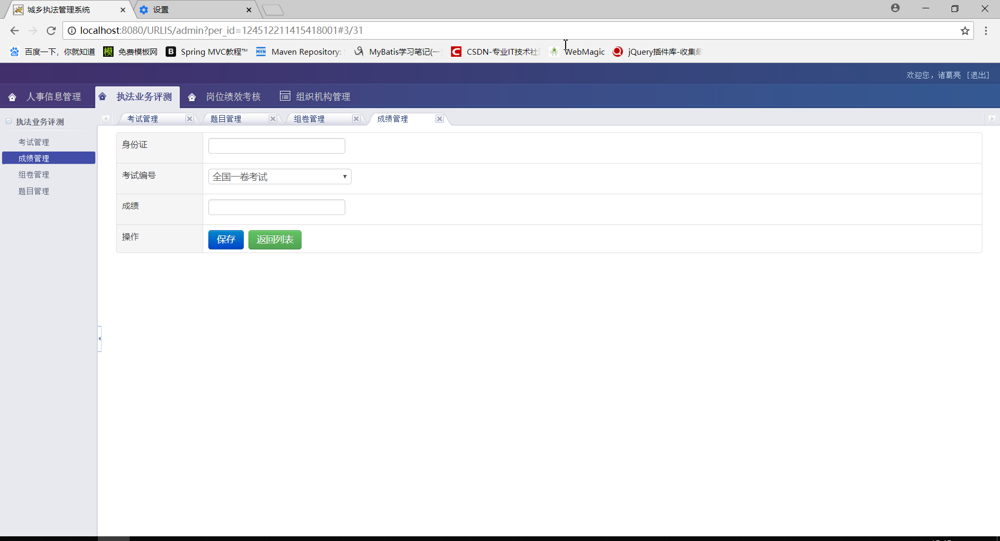 城乡执法管理系统
设置
localhost:8080/URLIS/admin?per_id=124512211415418001#3/31
百度一下，你就知道
免费模板网
Spring MVC教程™
Maven Repository:
MyBatis学习笔记(一
CSDN-专业IT技术社
WebMagic
jQuery插件库-收集最
欢迎您，诸葛亮 [退出]
人事信息管理
执法业务评测
岗位绩效考核
组织机构管理
执法业务评测
考试管理
成绩管理
组卷管理
题目管理
考试管理
题目管理
组卷管理
成绩管理
身份证
考试编号
全国一卷考试
成绩
操作
保存
返回列表